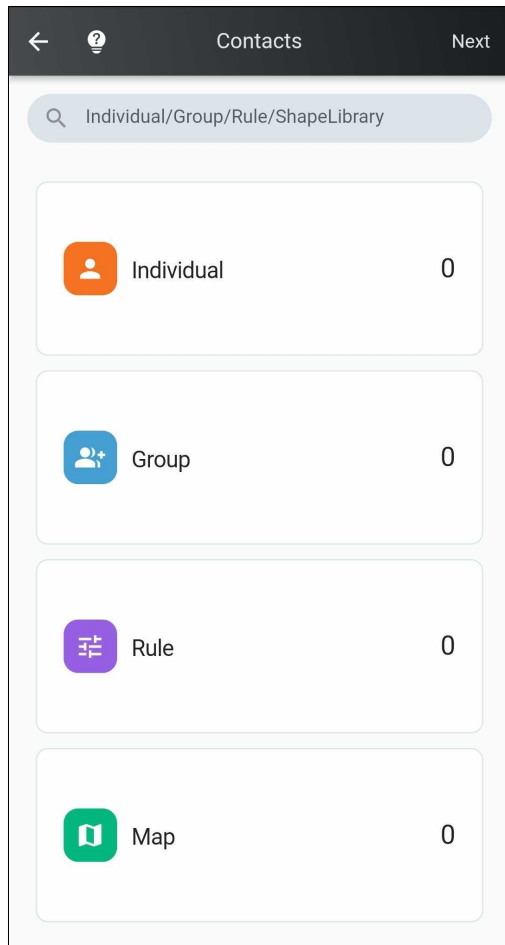 Contacts
Next
Individual/Group/Rule/ShapeLibrary
Individual 0
Group 0
Rule 0
Map 0